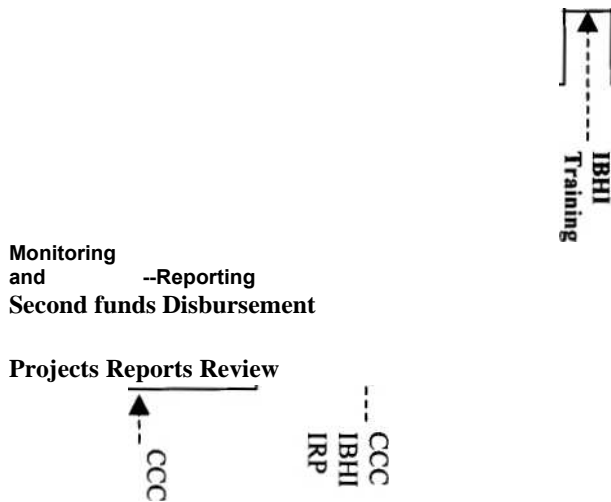 IBHI
Training
Monitoring
and --Reporting
Second funds Disbursement
Projects Reports Review
CCC
CCC
IBHI
IRP